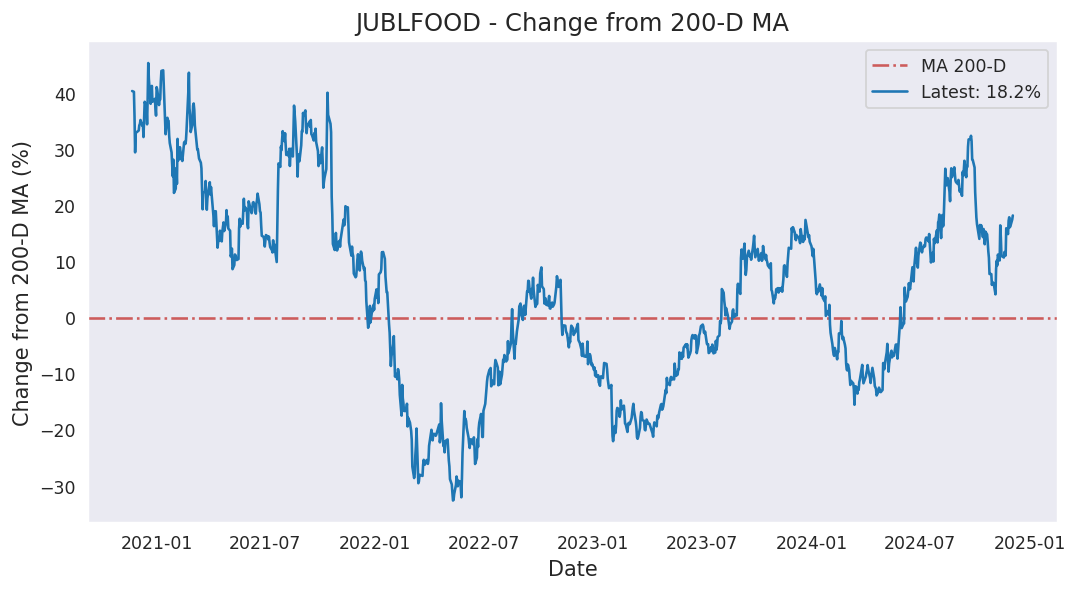 JUBLFOOD - Change from 200-D MA
MA 200-D
Latest: 18.2%
Change from 200-D MA (%)
40
30
20
10
0
−10
−20
−30
2021-01 2021-07 2022-01 2022-07 2023-01 2023-07 2024-01 2024-07 2025-01
Date